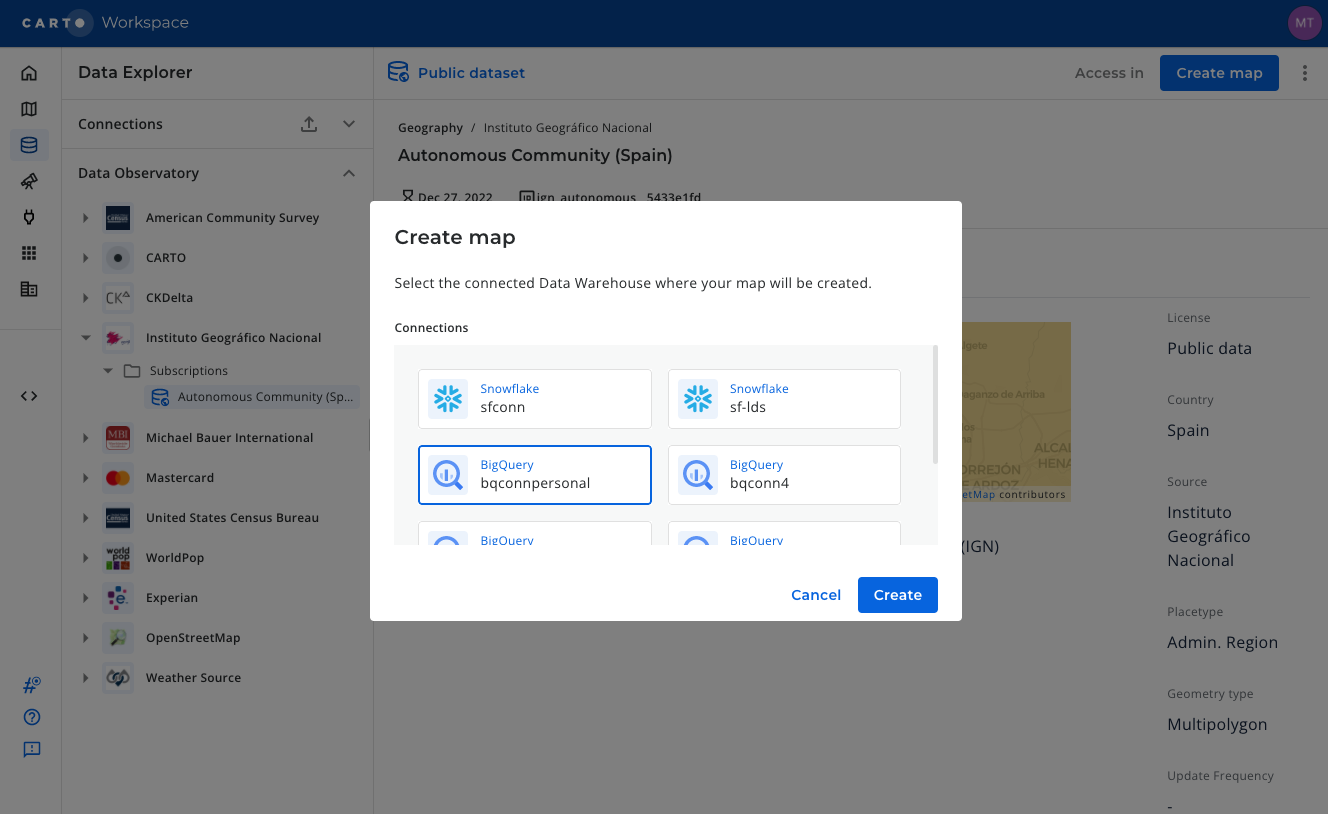 CARTO Workspace
MT
Data Explorer
Public dataset
Access in
Create map
Connections
Geography / Instituto Geográfico Nacional
Autonomous Community (Spain)
Dec 27, 2022
ign_autonomous_5433e1fd
Data Observatory
American Community Survey
CARTO
CKDelta
Instituto Geográfico Nacional
Subscriptions
Autonomous Community (Sp...
Michael Bauer International
Mastercard
United States Census Bureau
WorldPop
Experian
OpenStreetMap
Weather Source
Create map
Select the connected Data Warehouse where your map will be created.
Connections
Snowflake
sfconn
Snowflake
sf-lds
BigQuery
bqconnpersonal
BigQuery
bqconn4
BigQuery
BigQuery
Cancel
Create
contributors
(IGN)
License
Public data
Country
Spain
Source
Instituto
Geográfico
Nacional
Placetype
Admin. Region
Geometry type
Multipolygon
Update Frequency
-